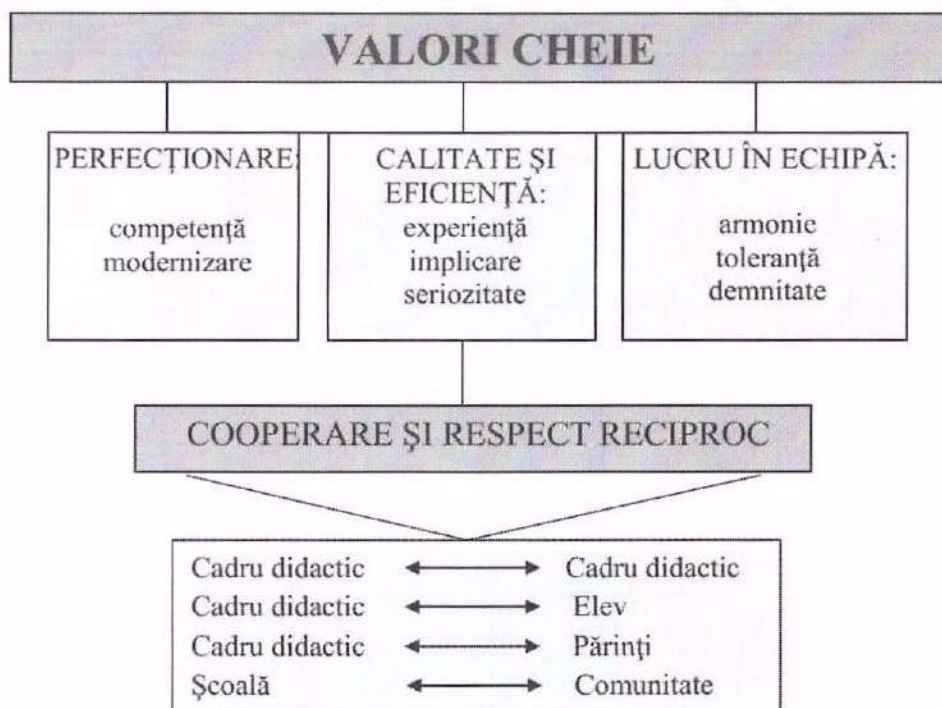 VALORI CHEIE
PERFECȚIONARE:
competență
modernizare
CALITATE ȘI
EFICIENȚĂ:
experiență
implicare
seriozitate
LUCRU ÎN ECHIPĂ:
armonie
toleranță
demnitate
COOPERARE ȘI RESPECT RECIPROC
Cadru didactic Cadru didactic
Cadru didactic Elev
Cadru didactic Părinți
Școală Comunitate